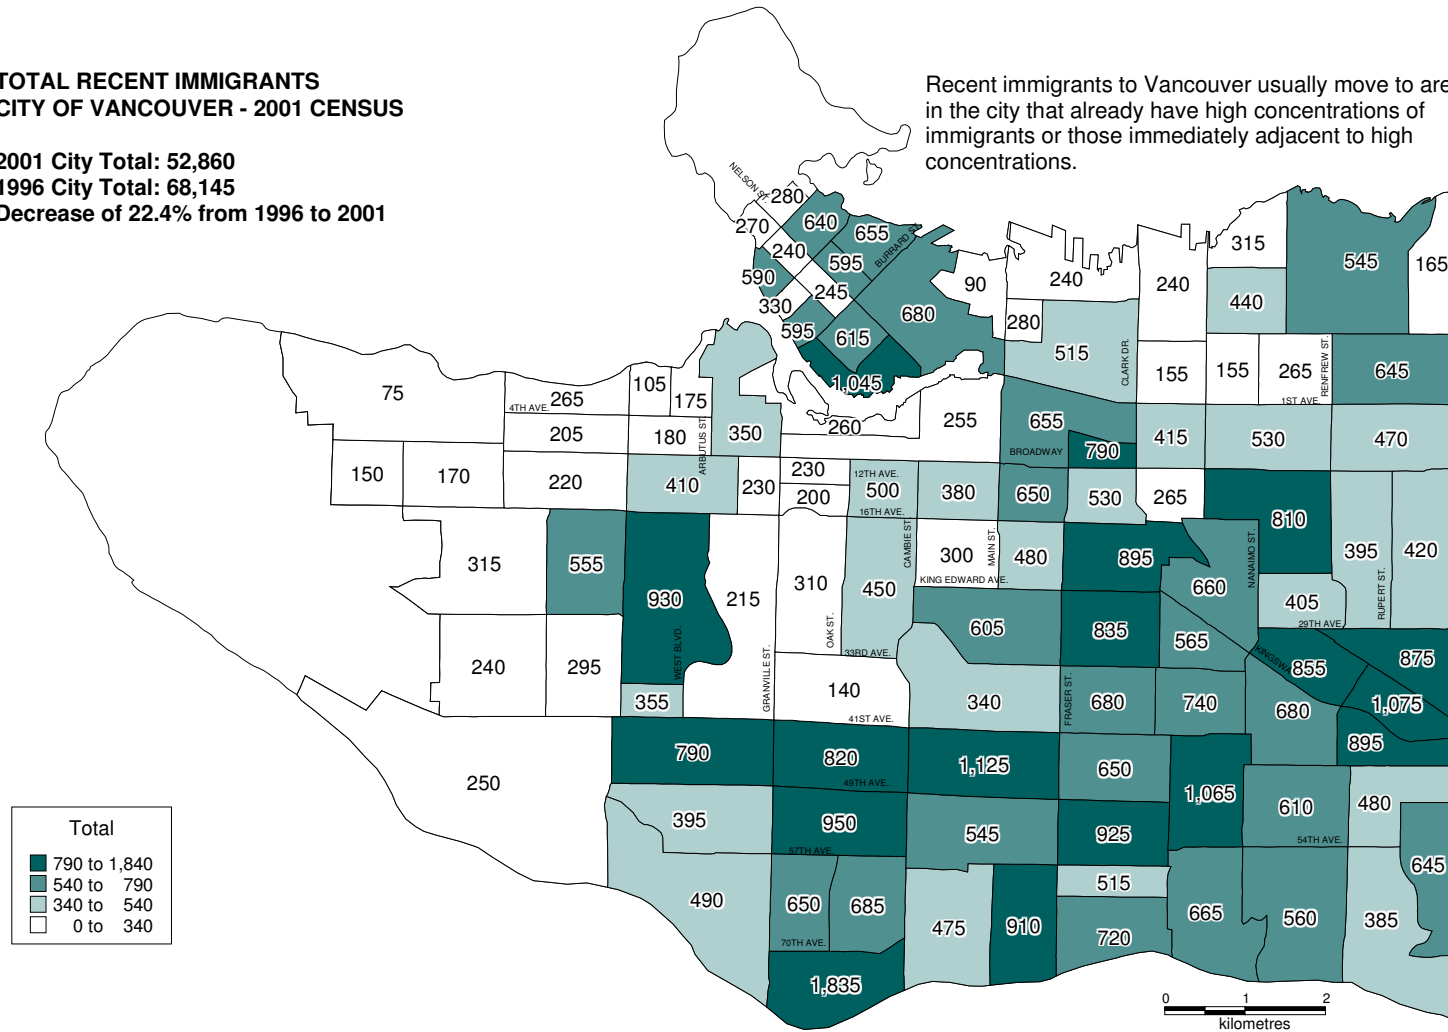 TOTAL RECENT IMMIGRANTS
CITY OF VANCOUVER - 2001 CENSUS
2001 City Total: 52,860
1996 City Total: 68,145
Decrease of 22.4% from 1996 to 2001
Recent immigrants to Vancouver usually move to are
in the city that already have high concentrations of
immigrants or those immediately adjacent to high
concentrations.
NELSON ST.
280
270
640
655
BURRARD ST.
240
595
590
245
330
680
595
615
1,045
90
240
240
315
545
165
440
280
515
CLARK DR.
155
155
265
RENFREW ST.
645
1ST AVE.
75
265
4TH AVE.
105
175
205
180
ARBUTUS ST.
350
260
255
655
BROADWAY
790
415
530
470
150
170
220
410
230
230
200
12TH AVE.
500
16TH AVE.
380
650
530
265
810
395
420
RUPERT ST.
315
555
930
215
310
450
CAMBIE ST.
300
MAIN ST.
KING EDWARD AVE.
480
895
660
NANAIMO ST.
405
29TH AVE.
OAK ST.
33RD AVE.
605
835
565
KINGSWAY
855
875
240
295
WEST BLVD.
355
GRANVILLE ST.
140
41ST AVE.
340
FRASER ST.
680
740
680
1,075
895
250
790
820
49TH AVE.
1,125
650
1,065
610
54TH AVE.
480
395
950
57TH AVE.
545
925
645
490
650
685
70TH AVE.
475
910
515
720
665
560
385
1,835
Total
790 to 1,840
540 to 790
340 to 540
0 to 340
0 1 2
kilometres